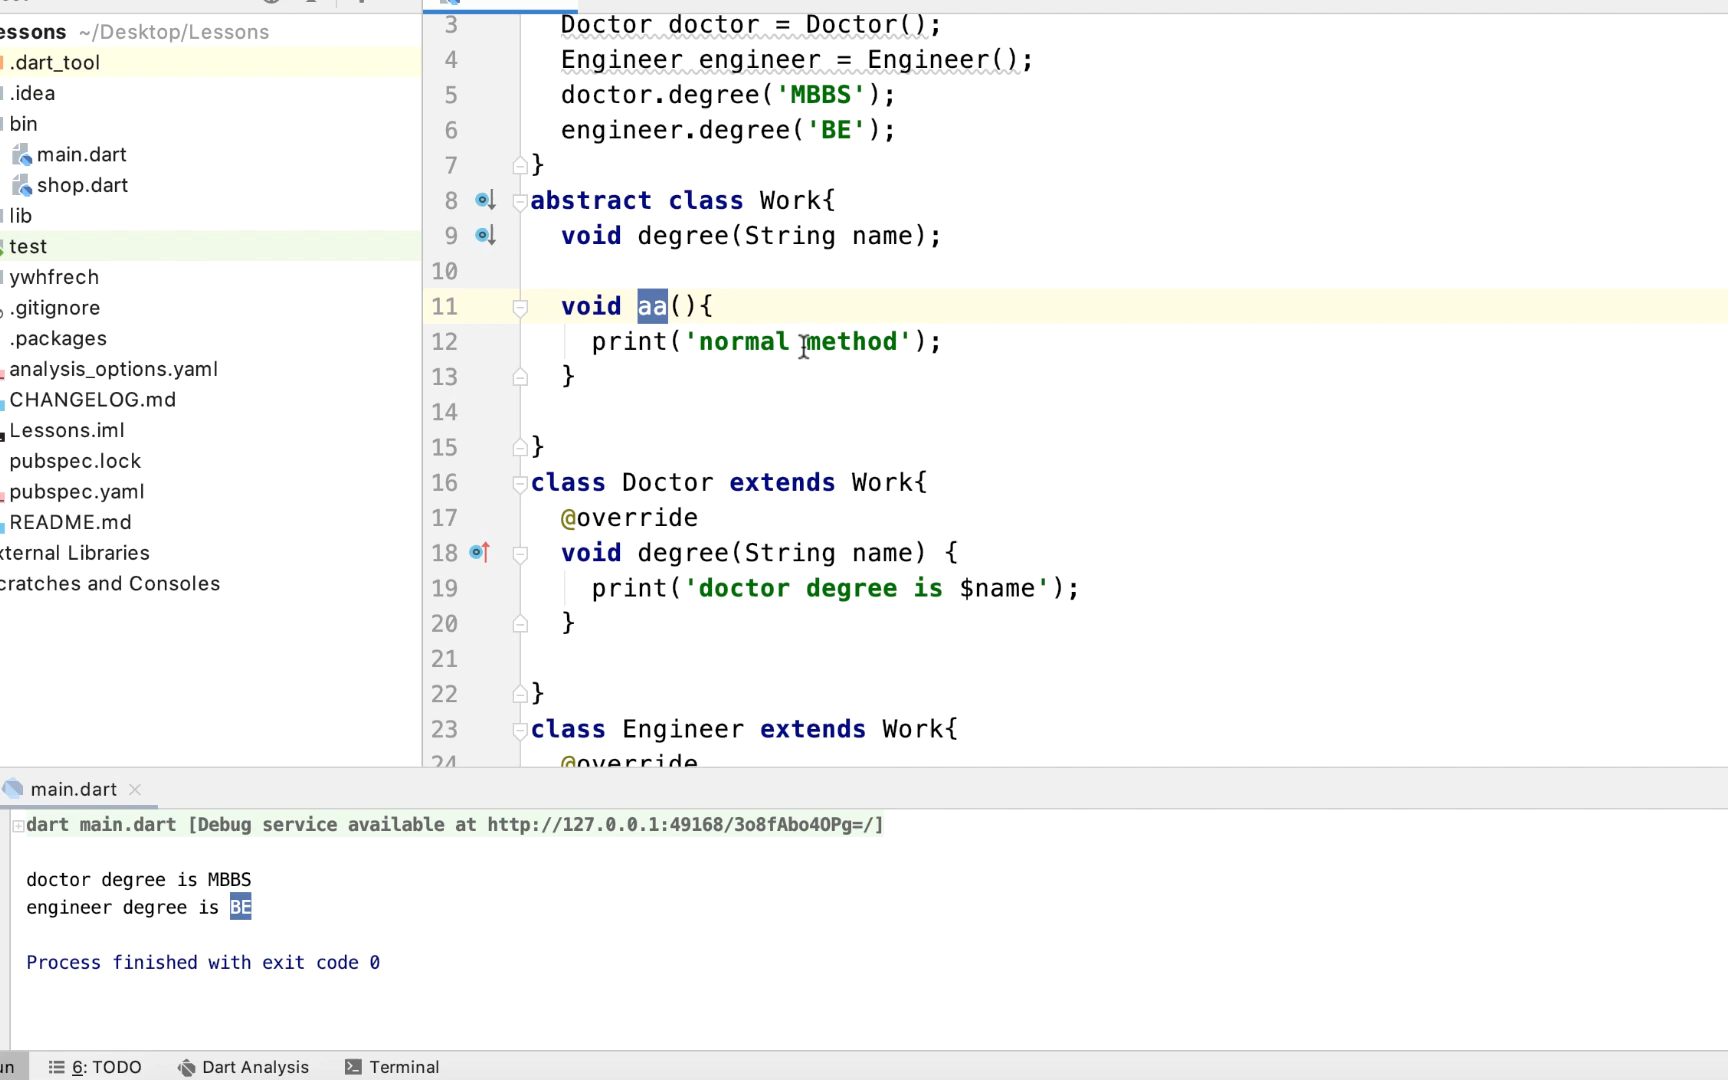 essons ~/Desktop/Lessons
.dart_tool
.idea
bin
main.dart
shop.dart
lib
test
ywhfrech
.gitignore
.packages
analysis_options.yaml
CHANGELOG.md
Lessons.iml
pubspec.lock
pubspec.yaml
README.md
xternal Libraries
cratches and Consoles
3 Doctor doctor = Doctor();
4 Engineer engineer = Engineer();
5 doctor.degree('MBBS');
6 engineer.degree('BE');
7 }
8 abstract class Work{
9 void degree(String name);
10
11 void aa(){
12 print('normal method');
13 }
14
15 }
16 class Doctor extends Work{
17 @override
18 void degree(String name) {
19 print('doctor degree is $name');
20 }
21
22 }
23 class Engineer extends Work{
24 @override
main.dart
dart main.dart [Debug service available at http://127.0.0.1:49168/3o8fAbo4OPg=/]
doctor degree is MBBS
engineer degree is BE
Process finished with exit code 0
un 6: TODO Dart Analysis Terminal